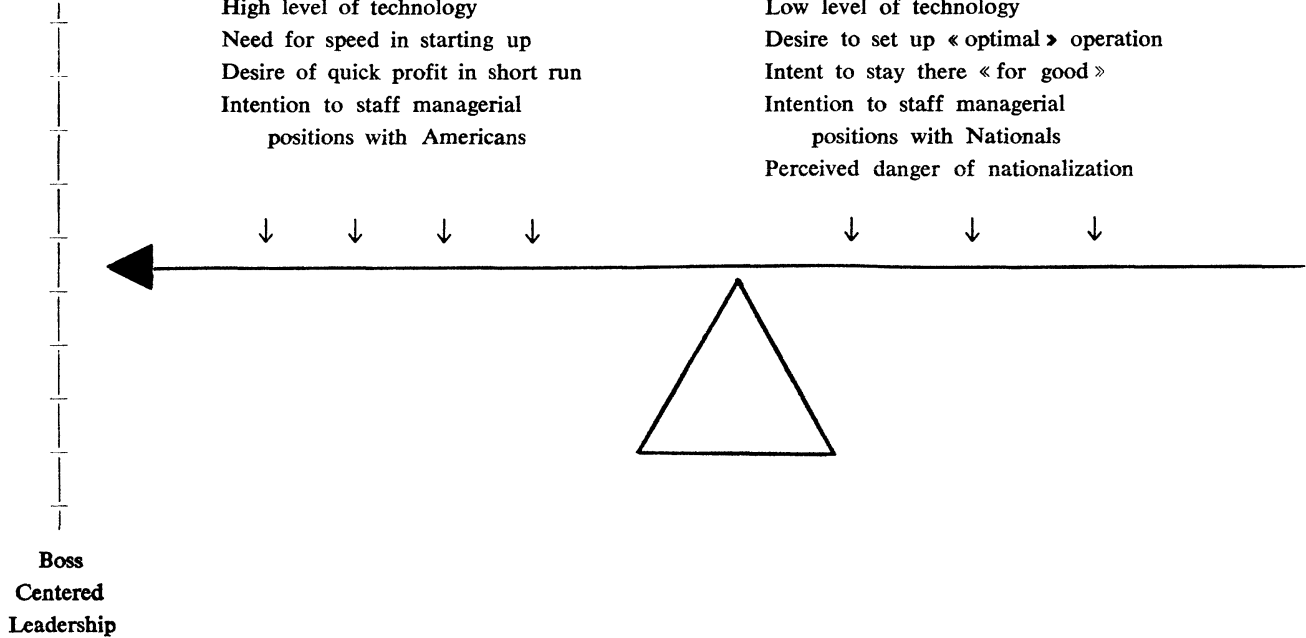 High level of technology
Need for speed in starting up
Desire of quick profit in short run
Intention to staff managerial
positions with Americans
Low level of technology
Desire to set up « optimal » operation
Intent to stay there « for good »
Intention to staff managerial
positions with Nationals
Perceived danger of nationalization
Boss
Centered
Leadership